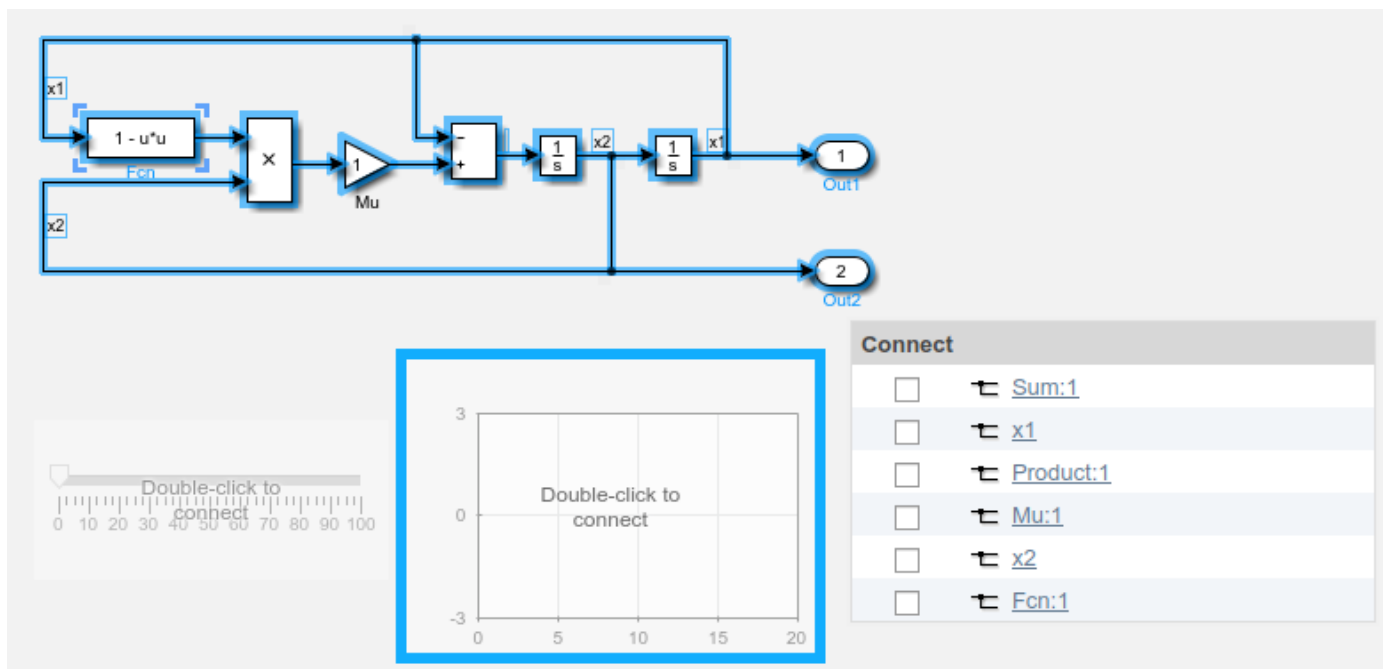 x1
1 - u*u
Fcn
×
1
Mu
−
+
1
s
x2
1
s
x1
1
Out1
x2
2
Out2
Connect
Sum:1
x1
Product:1
Mu:1
x2
Fcn:1
Double-click to
connect
0 10 20 30 40 50 60 70 80 90 100
3
0
-3
Double-click to
connect
0 5 10 15 20